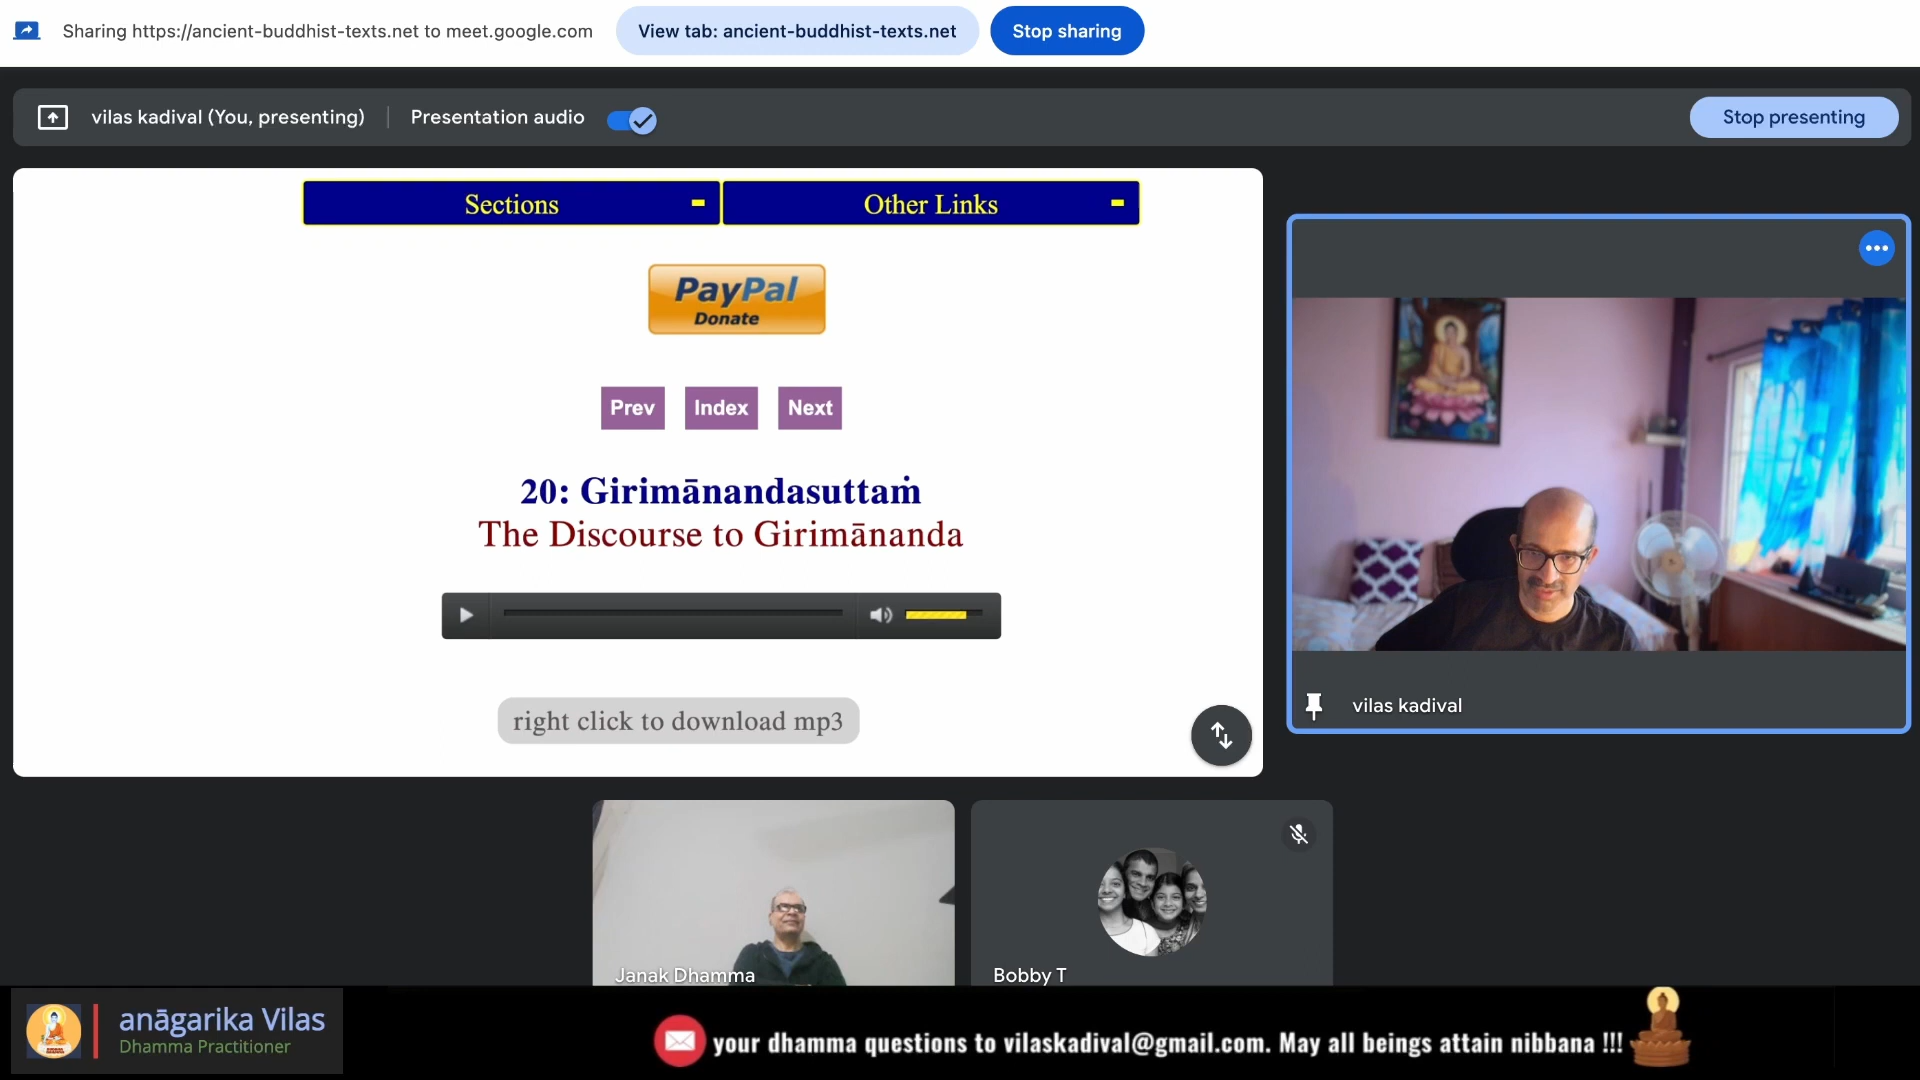 Sharing https://ancient-buddhist-texts.net to meet.google.com
View tab: ancient-buddhist-texts.net
Stop sharing
vilas kadival (You, presenting)
Presentation audio
Stop presenting
Sections -
Other Links -
PayPal
Donate
Prev
Index
Next
20: Girimānandasuttaṁ
The Discourse to Girimānanda
right click to download mp3
vilas kadival
Janak Dhamma
Bobby T
anāgarika Vilas
Dhamma Practitioner
your dhamma questions to vilaskadival@gmail.com. May all beings attain nibbana !!!